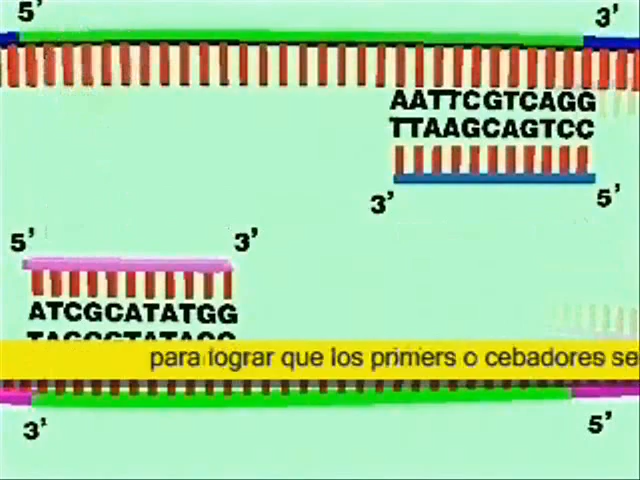 5’
3’
AATTCGTCAGG
TTAAGCAGTCC
3’
5’
5’
3’
ATCGCATATGG
para lograr que los primers o cebadores se
3’
5’